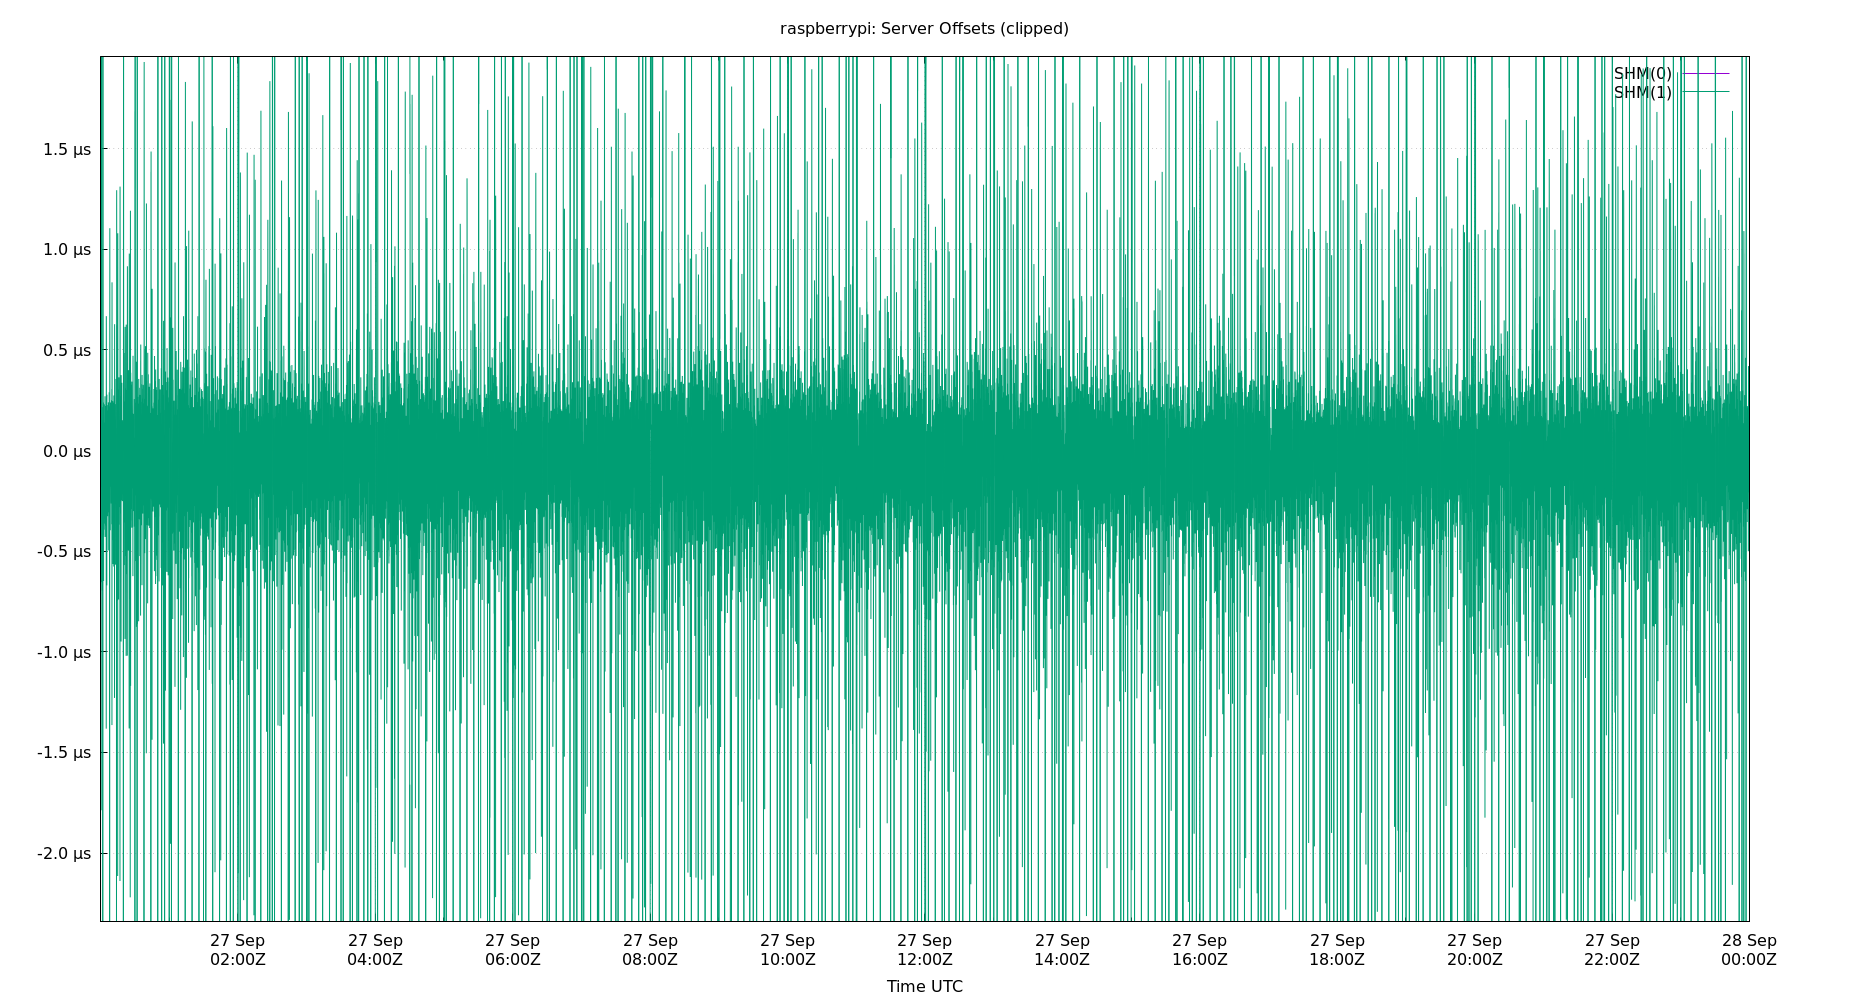 raspberrypi: Server Offsets (clipped)
SHM(0)
SHM(1)
1.5 µs
1.0 µs
0.5 µs
0.0 µs
-0.5 µs
-1.0 µs
-1.5 µs
-2.0 µs
27 Sep 27 Sep 27 Sep 27 Sep 27 Sep 27 Sep 27 Sep 27 Sep 27 Sep 27 Sep 27 Sep 28 Sep
02:00Z 04:00Z 06:00Z 08:00Z 10:00Z 12:00Z 14:00Z 16:00Z 18:00Z 20:00Z 22:00Z 00:00Z
Time UTC